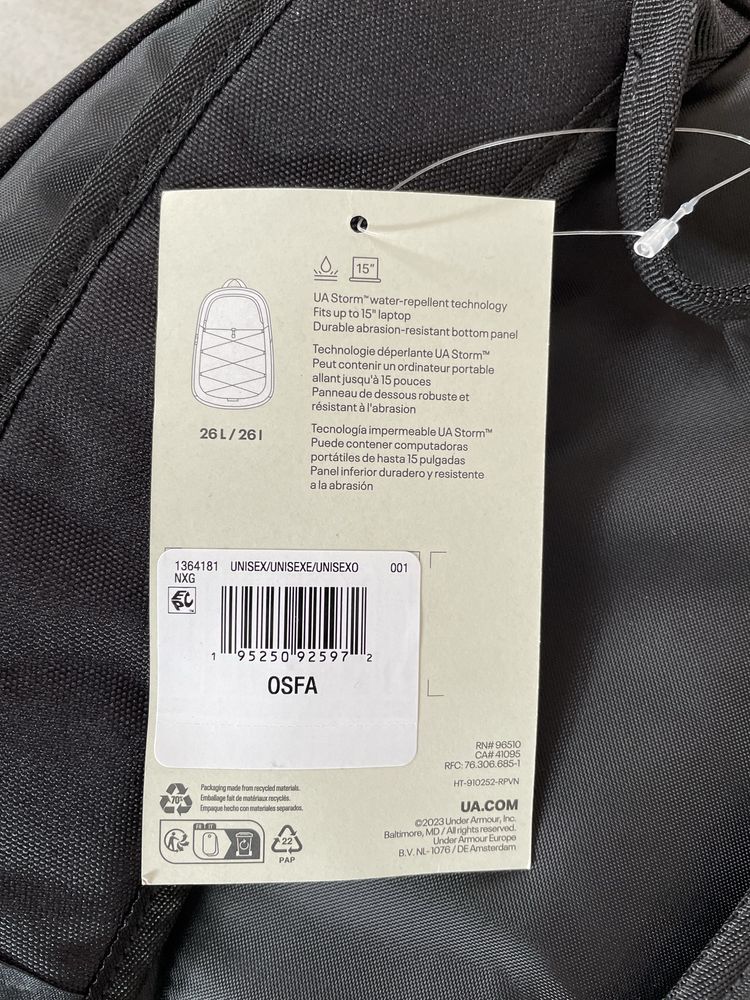 15"
UA Storm™ water-repellent technology
Fits up to 15" laptop
Durable abrasion-resistant bottom panel
Technologie déperlante UA Storm™
Peut contenir un ordinateur portable
allant jusqu'à 15 pouces
Panneau de dessous robuste et
résistant à l'abrasion
Tecnología impermeable UA Storm™
Puede contener computadoras
portátiles de hasta 15 pulgadas
Panel inferior duradero y resistente
a la abrasión
26 L / 26 l
1364181 UNISEX/UNISEXE/UNISEXO 001
NXG
EPC
1 95250 92597 2
OSFA
RN# 96510
CA# 41095
RFC: 76.306.685-1
HT-910252-RPVN
UA.COM
©2023 Under Armour, Inc.
Baltimore, MD / All rights reserved.
Under Armour Europe
B.V. NL- 1076 / DE Amsterdam
70%
Packaging made from recycled materials.
Emballage fait de matériaux recyclés.
Empaque hecho con materiales separados.
22
PAP